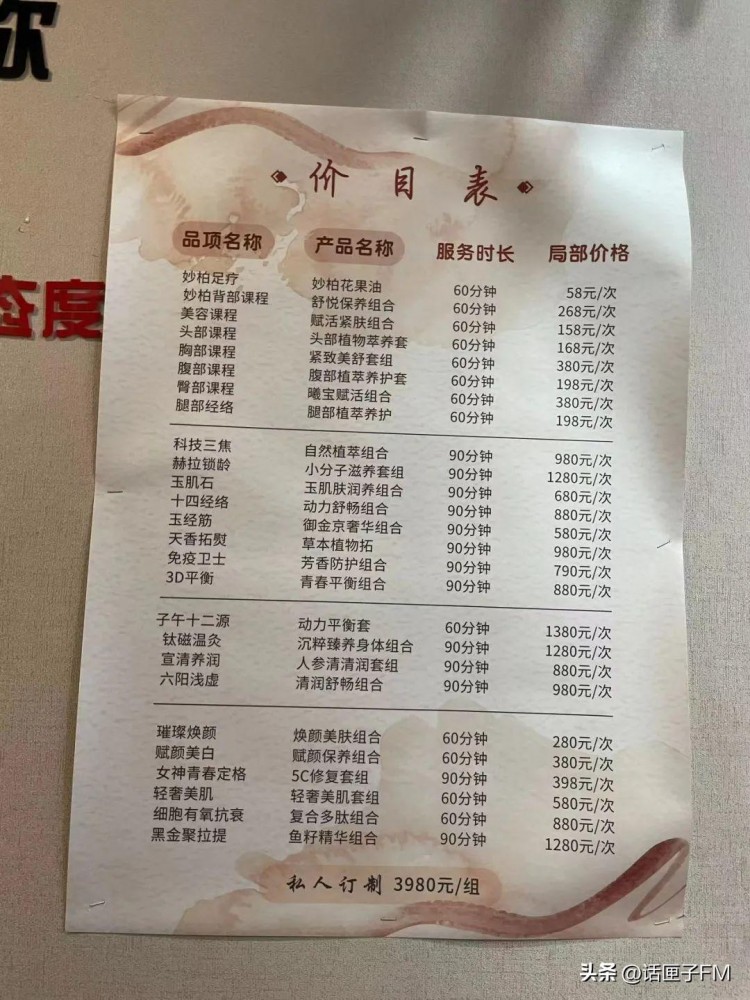 你
态度
价目表
品项名称 产品名称 服务时长 局部价格
妙柏足疗 妙柏花果油 60分钟 58元/次
妙柏背部课程 舒悦保养组合 60分钟 268元/次
美容课程 赋活紧肤组合 60分钟 158元/次
头部课程 头部植物萃养套 60分钟 168元/次
胸部课程 紧致美舒套组 60分钟 380元/次
腹部课程 腹部植萃养护套 60分钟 198元/次
臀部课程 曦宝赋活组合 60分钟 380元/次
腿部经络 腿部植萃养护 60分钟 198元/次
科技三焦 自然植萃组合 90分钟 980元/次
赫拉锁龄 小分子滋养套组 90分钟 1280元/次
玉肌石 玉肌肤润养组合 90分钟 680元/次
十四经络 动力舒畅组合 90分钟 880元/次
玉经筋 御金京奢华组合 90分钟 580元/次
天香拓熨 草本植物拓 90分钟 980元/次
免疫卫士 芳香防护组合 90分钟 790元/次
3D平衡 青春平衡组合 90分钟 880元/次
子午十二源 动力平衡套 60分钟 1380元/次
钛磁温灸 沉粹臻养身体组合 90分钟 1280元/次
宣清养润 人参清清润套组 90分钟 880元/次
六阳浅虚 清润舒畅组合 90分钟 980元/次
璀璨焕颜 焕颜美肤组合 60分钟 280元/次
赋颜美白 赋颜保养组合 60分钟 380元/次
女神青春定格 5C修复套组 90分钟 398元/次
轻奢美肌 轻奢美肌套组 60分钟 580元/次
细胞有氧抗衰 复合多肽组合 60分钟 880元/次
黑金聚拉提 鱼籽精华组合 90分钟 1280元/次
私人订制 3980元/组
头条 @话匣子FM